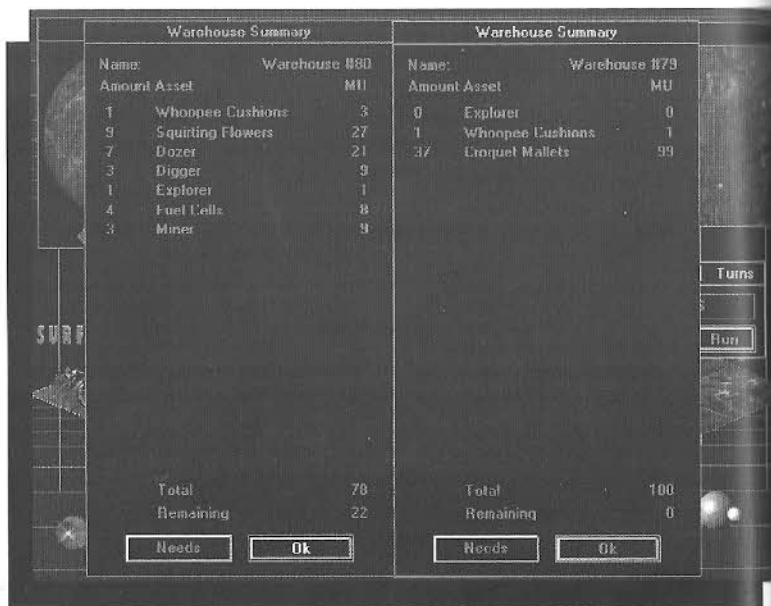 Warehouse Summary
Name: Warehouse #80
Amount Asset MU
1 Whoopee Cushions 3
9 Squirting Flowers 27
7 Dozer 21
3 Digger 9
1 Explorer 1
4 Fuel Cells 8
3 Miner 9
Total 78
Remaining 22
Needs Ok
Warehouse Summary
Name: Warehouse #79
Amount Asset MU
0 Explorer 0
1 Whoopee Cushions 1
37 Croquet Mallets 99
Total 100
Remaining 0
Needs Ok
SURF
Turns
S
Run